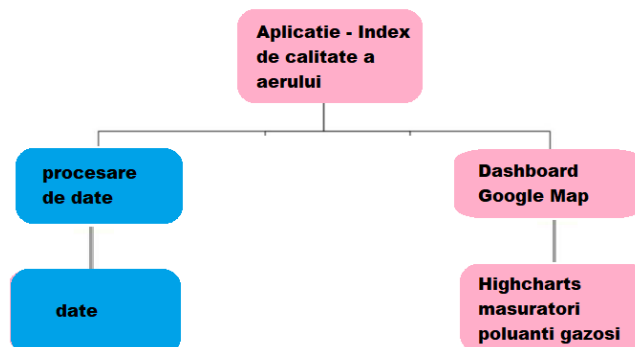 Aplicatie - Index
de calitate a
aerului
procesare
de date
Dashboard
Google Map
date
Highcharts
masuratori
poluanti gazosi